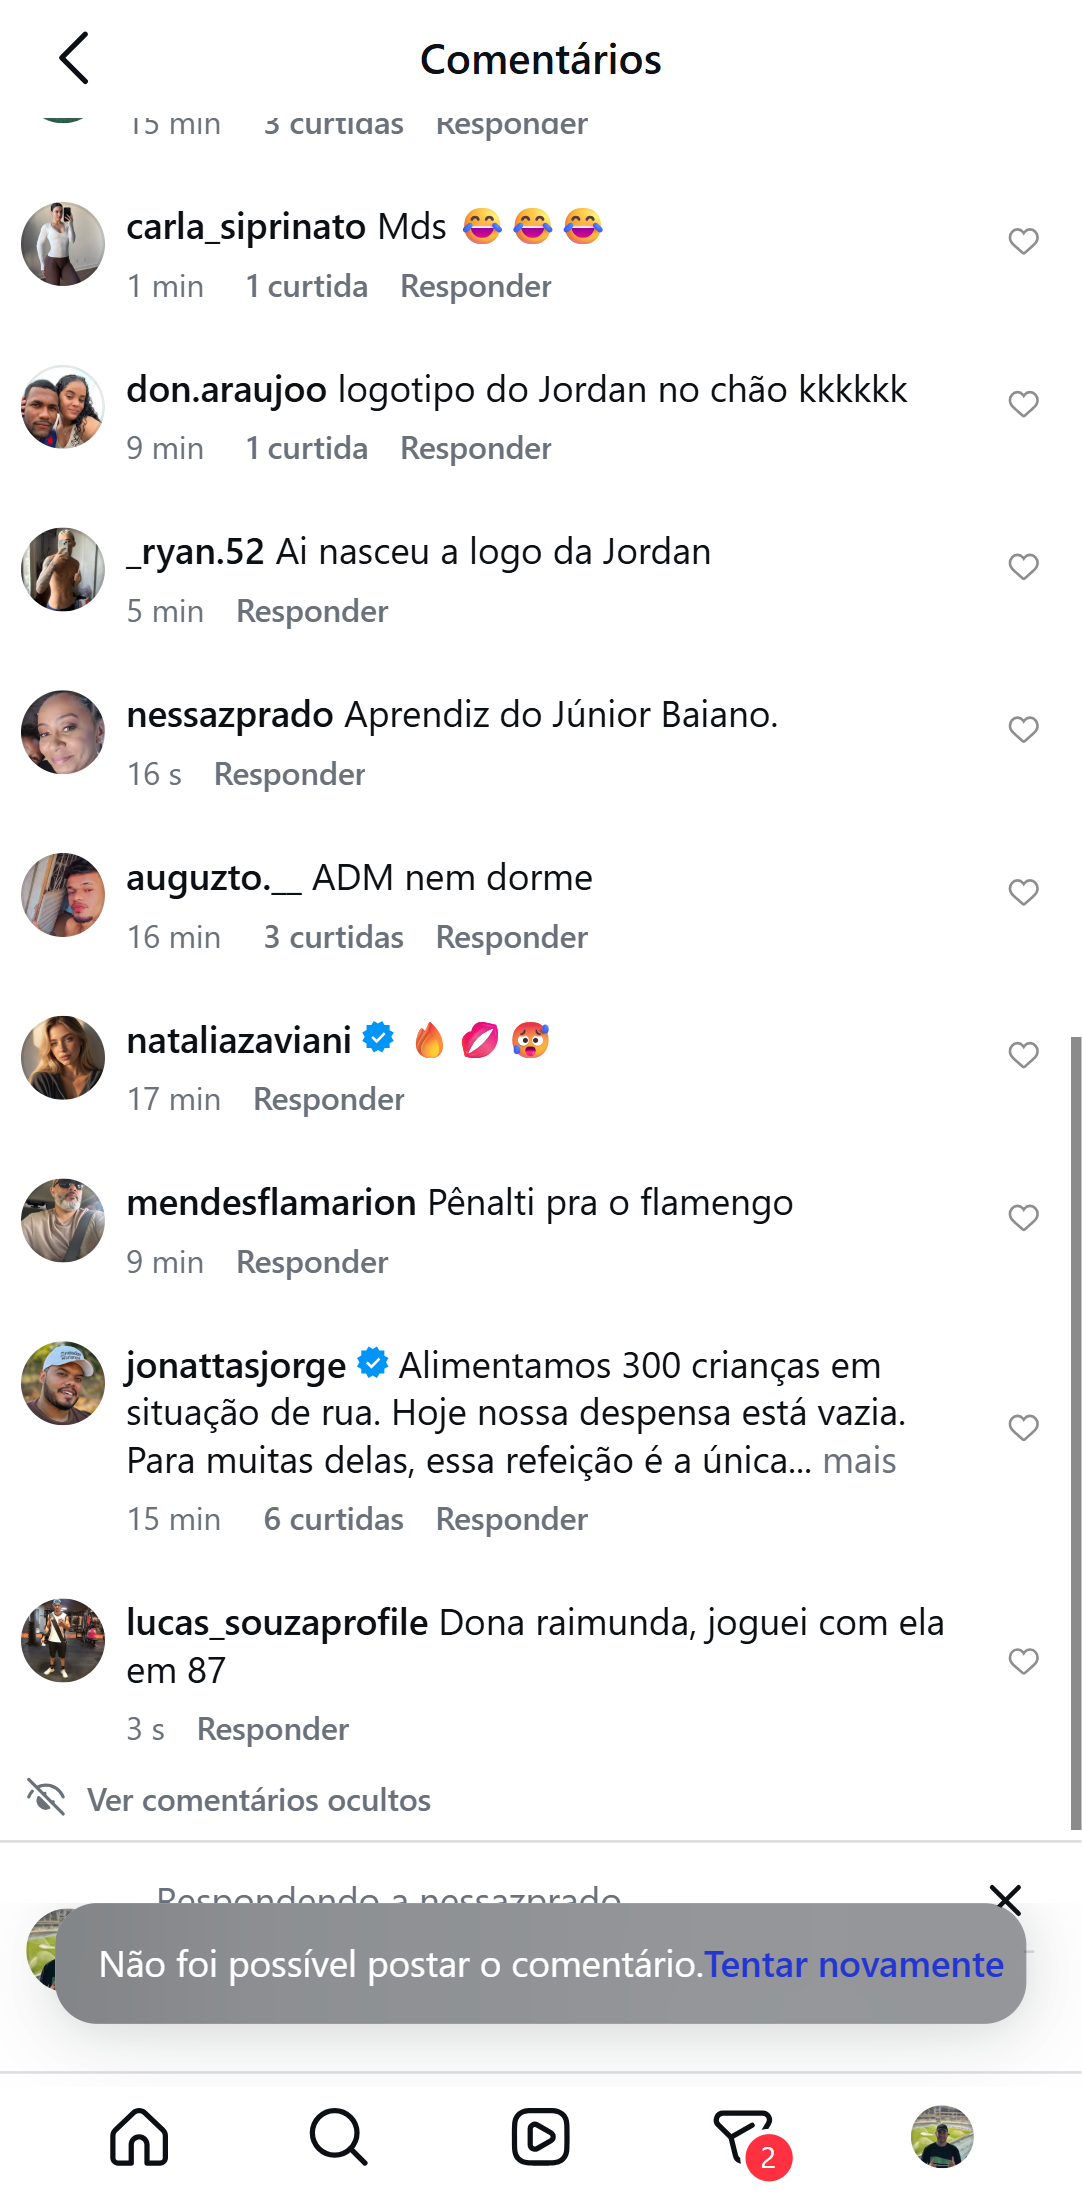 Comentários
15 min 3 curtidas Responder
carla_siprinato Mds 😂😂😂
1 min 1 curtida Responder
don.araujoo logotipo do Jordan no chão kkkkkk
9 min 1 curtida Responder
_ryan.52 Ai nasceu a logo da Jordan
5 min Responder
nessazprado Aprendiz do Júnior Baiano.
16 s Responder
auguzto.__ ADM nem dorme
16 min 3 curtidas Responder
nataliazaviani 🔥💋🥵
17 min Responder
mendesflamarion Pênalti pra o flamengo
9 min Responder
jonattasjorge Alimentamos 300 crianças em
situação de rua. Hoje nossa despensa está vazia.
Para muitas delas, essa refeição é a única... mais
15 min 6 curtidas Responder
lucas_souzaprofile Dona raimunda, joguei com ela
em 87
3 s Responder
Ver comentários ocultos
Respondendo a nessazprado
Não foi possível postar o comentário.Tentar novamente
2